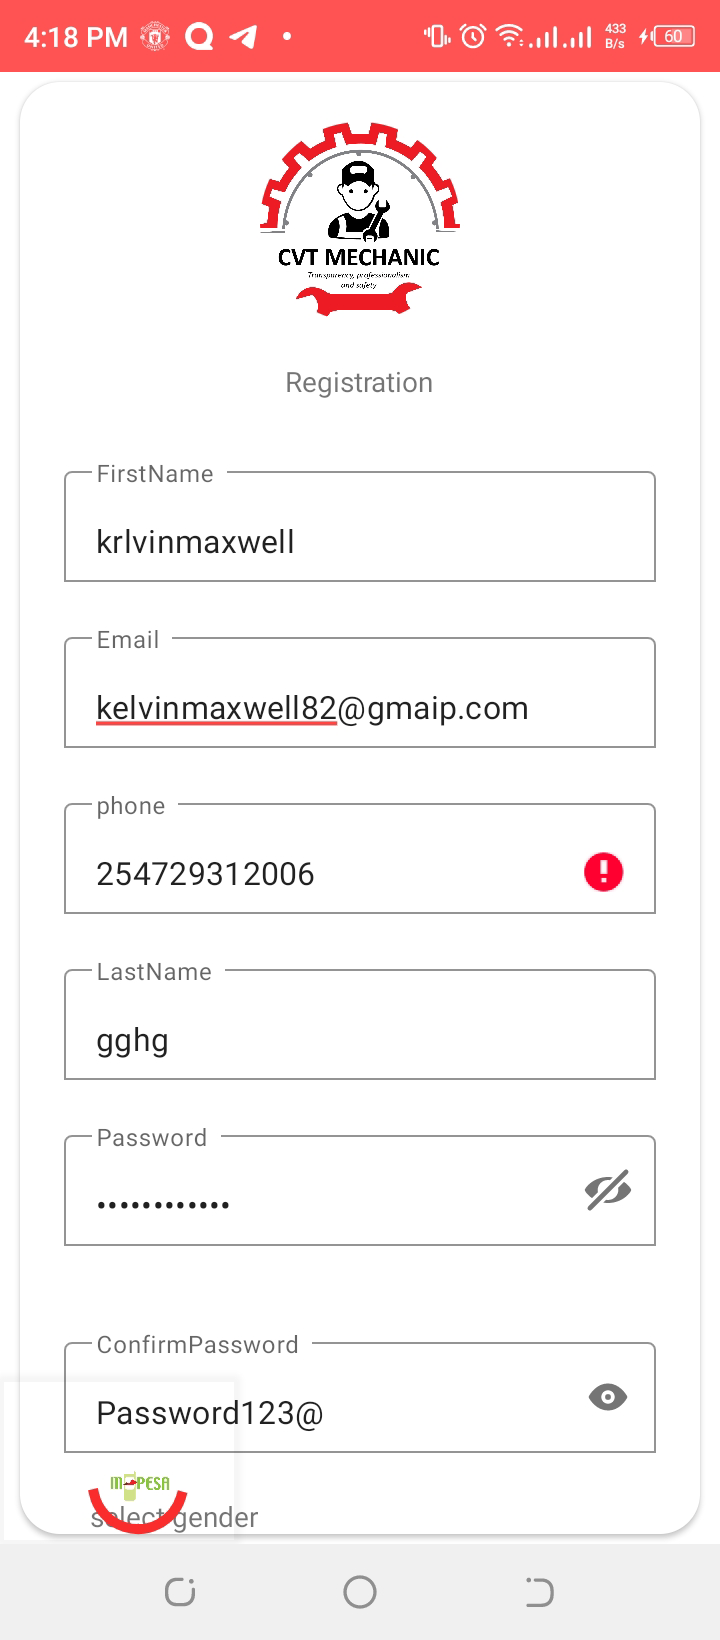 4:18 PM
433
B/s
60
CVT MECHANIC
Transparency, professionalism
and safety
Registration
FirstName
krlvinmaxwell
Email
kelvinmaxwell82@gmaip.com
phone
254729312006
LastName
gghg
Password
••••••••••••
ConfirmPassword
Password123@
M-PESA
select gender